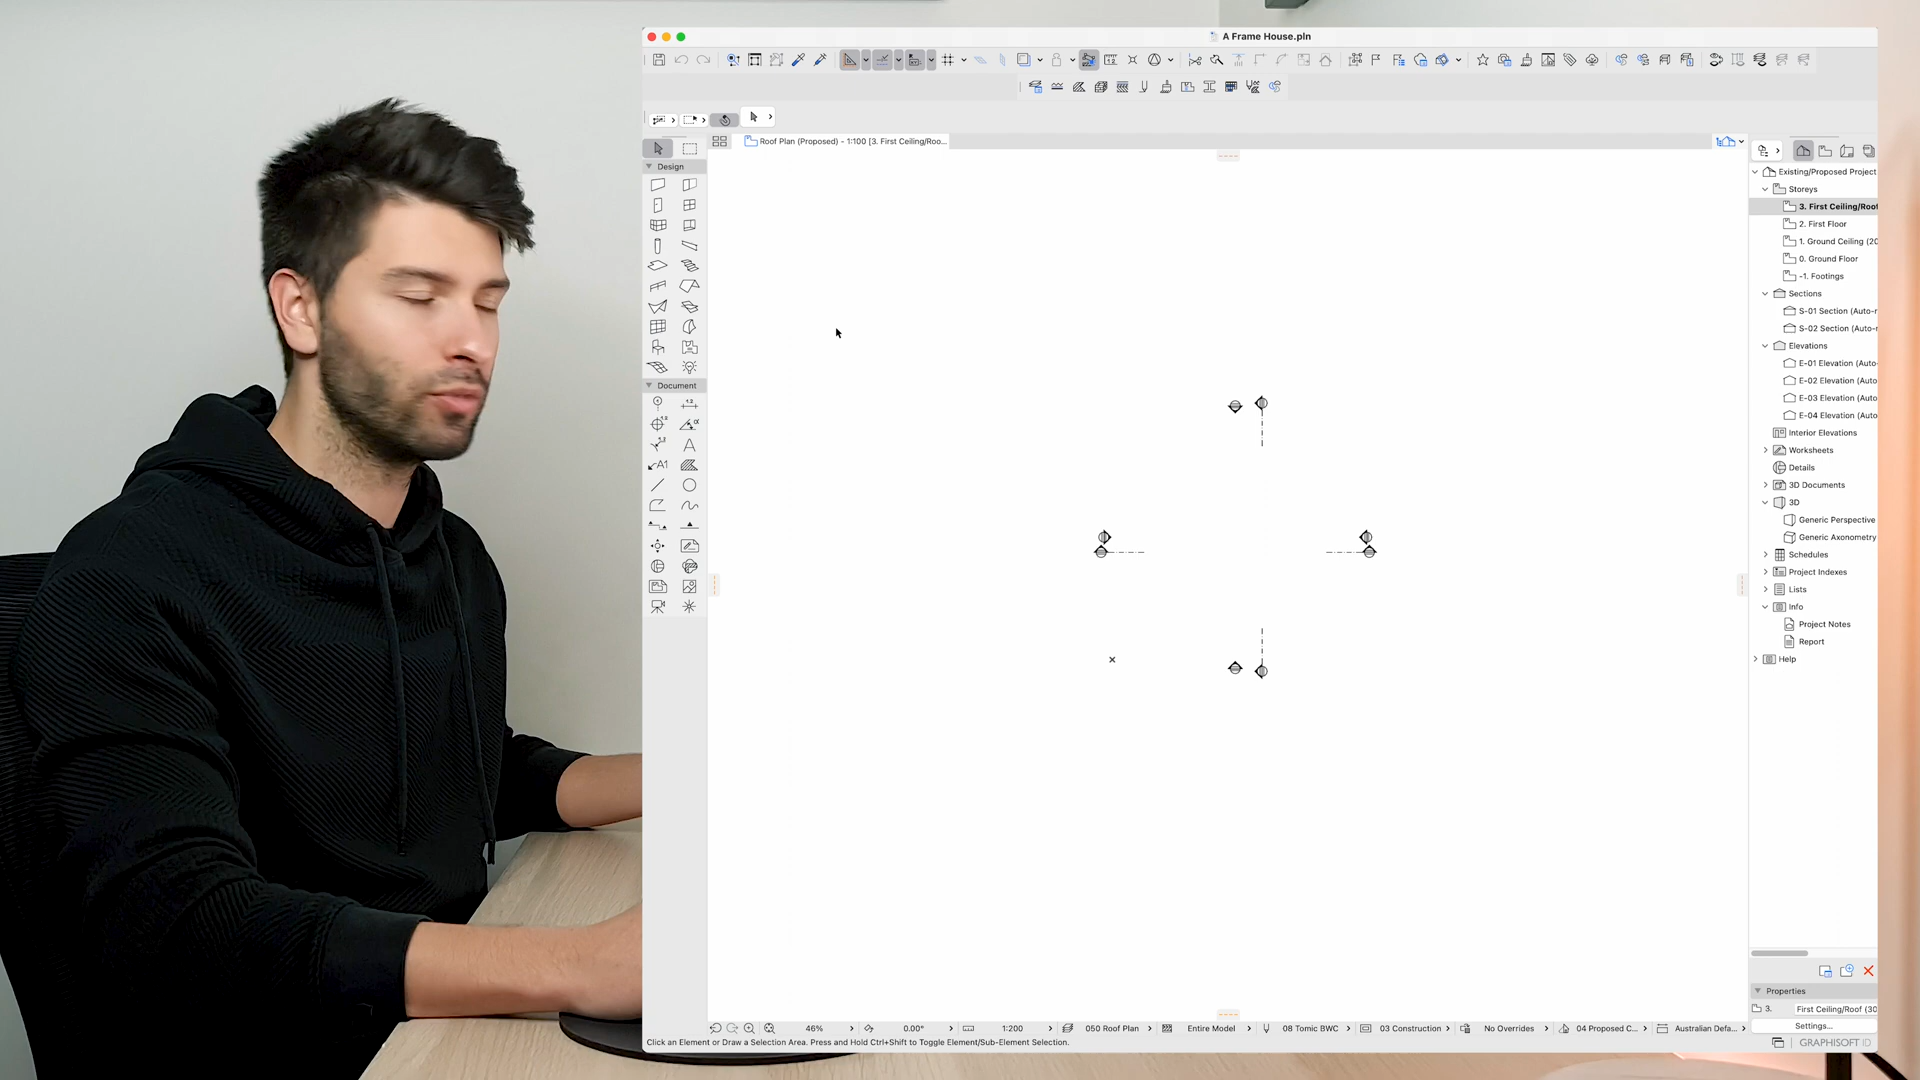 A Frame House.pln
Roof Plan (Proposed) - 1:100 [3. First Ceiling/Roo...
Design
Document
Existing/Proposed Project
Storeys
3. First Ceiling/Roof
2. First Floor
1. Ground Ceiling (20
0. Ground Floor
-1. Footings
Sections
S-01 Section (Auto-r
S-02 Section (Auto-r
Elevations
E-01 Elevation (Auto-
E-02 Elevation (Auto
E-03 Elevation (Auto
E-04 Elevation (Auto
Interior Elevations
Worksheets
Details
3D Documents
3D
Generic Perspective
Generic Axonometry
Schedules
Project Indexes
Lists
Info
Project Notes
Report
Help
Properties
3. First Ceiling/Roof (30
Settings...
46% 0.00° 1:200 050 Roof Plan Entire Model 08 Tomic BWC 03 Construction No Overrides 04 Proposed C... Australian Defa...
Click an Element or Draw a Selection Area. Press and Hold Ctrl+Shift to Toggle Element/Sub-Element Selection.
GRAPHISOFT ID